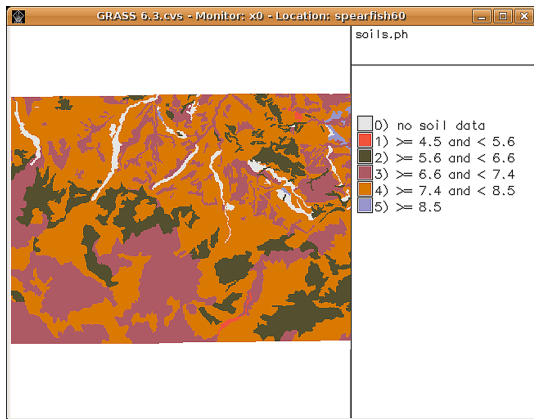 GRASS 6.3.cvs - Monitor: x0 - Location: spearfish60
soils.ph
0) no soil data
1) >= 4.5 and < 5.6
2) >= 5.6 and < 6.6
3) >= 6.6 and < 7.4
4) >= 7.4 and < 8.5
5) >= 8.5